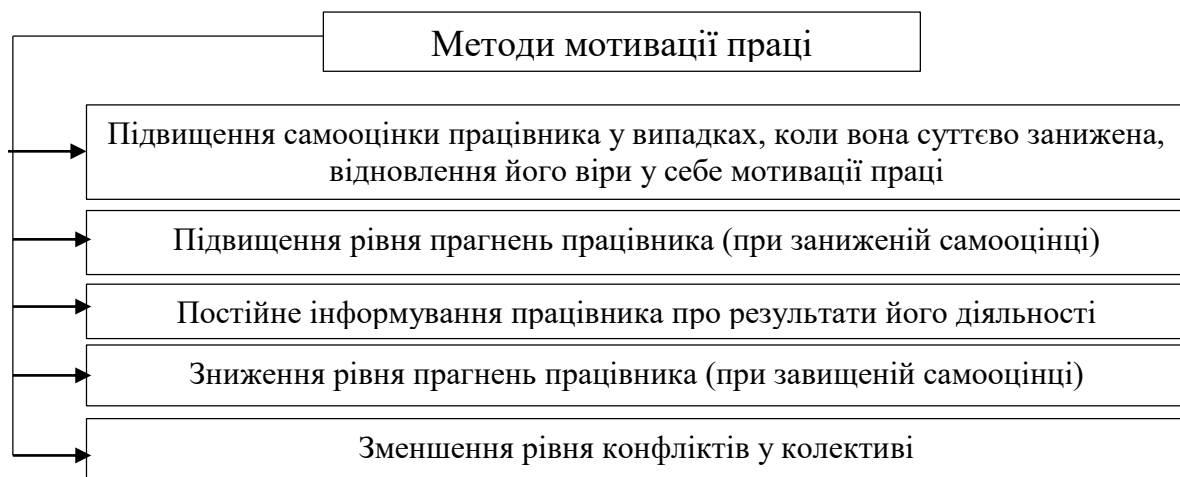 Методи мотивації праці
Підвищення самооцінки працівника у випадках, коли вона суттєво занижена,
відновлення його віри у себе мотивації праці
Підвищення рівня прагнень працівника (при заниженій самооцінці)
Постійне інформування працівника про результати його діяльності
Зниження рівня прагнень працівника (при завищеній самооцінці)
Зменшення рівня конфліктів у колективі